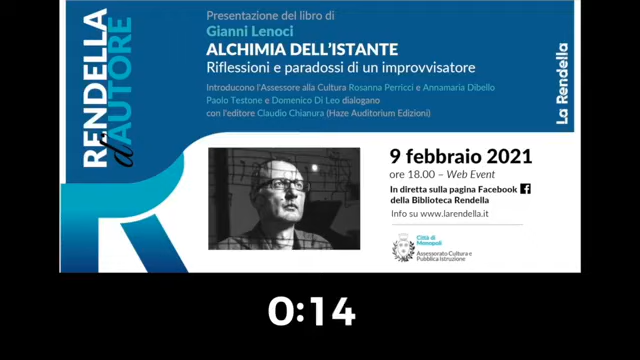 RENDELLA
d'AUTORE
Presentazione del libro di
Gianni Lenoci
ALCHIMIA DELL'ISTANTE
Riflessioni e paradossi di un improvvisatore
Introducono l'Assessore alla Cultura Rosanna Perricci e Annamaria Dibello
Paolo Testone e Domenico Di Leo dialogano
con l'editore Claudio Chianura (Haze Auditorium Edizioni)
La Rendella
9 febbraio 2021
ore 18.00 – Web Event
In diretta sulla pagina Facebook
della Biblioteca Rendella
Info su www.larendella.it
Città di
Monopoli
Assessorato Cultura e
Pubblica Istruzione
0:14